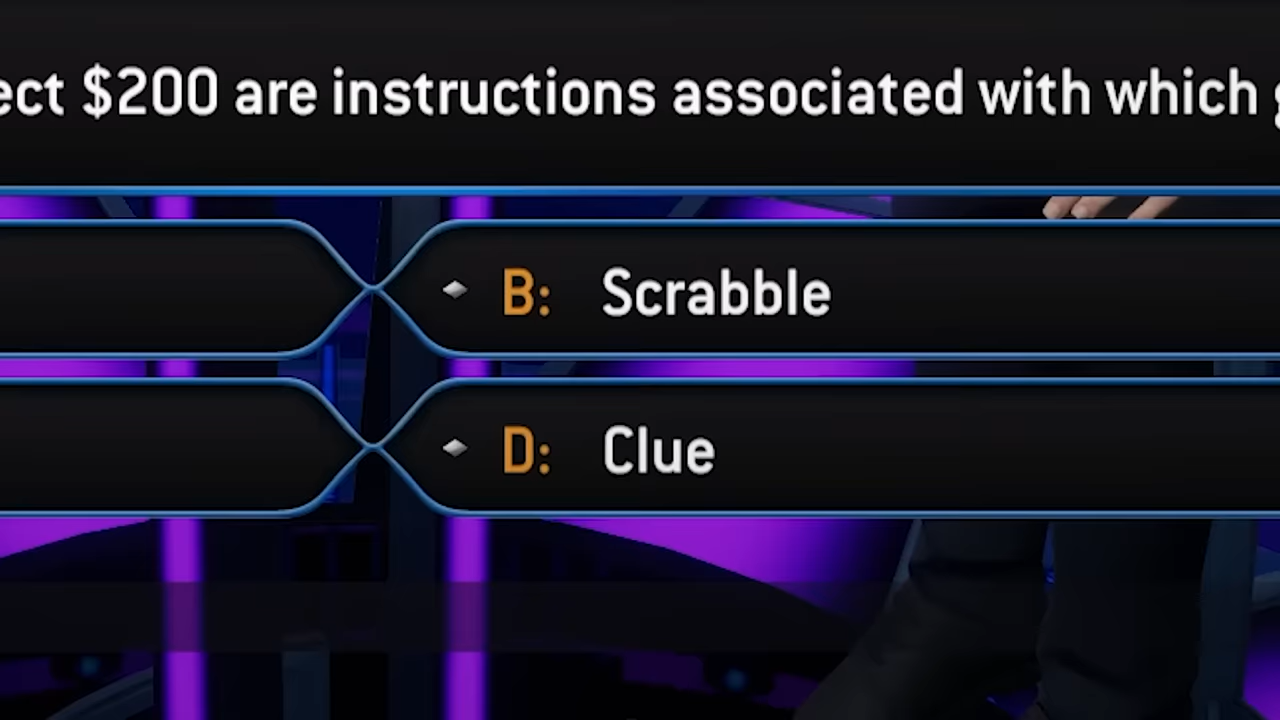 ect $200 are instructions associated with which
B: Scrabble
D: Clue